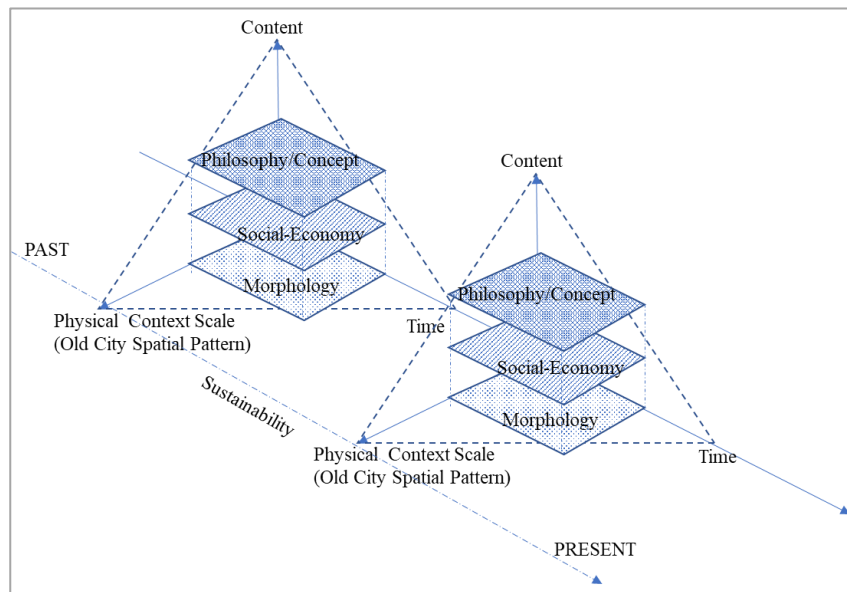 Content
Philosophy/Concept
Social-Economy
Morphology
PAST
Physical Context Scale
(Old City Spatial Pattern)
Time
Sustainability
Content
Philosophy/Concept
Social-Economy
Morphology
Physical Context Scale
(Old City Spatial Pattern)
Time
PRESENT